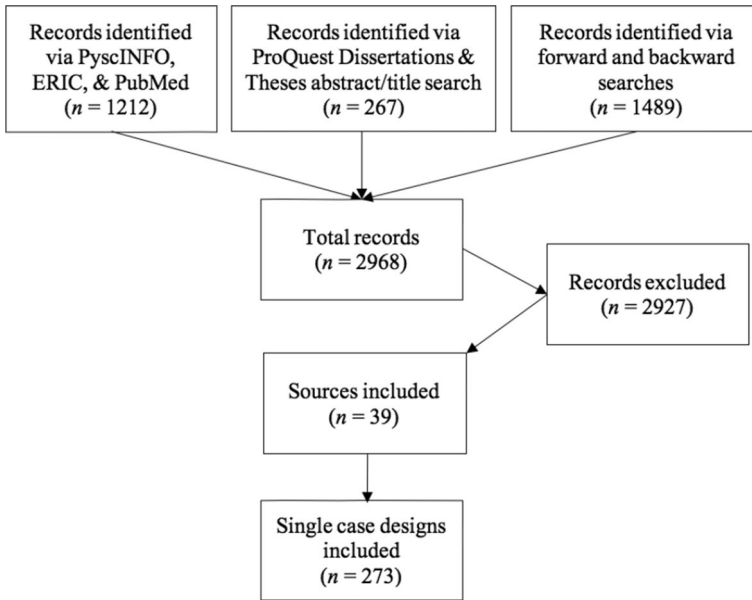 Records identified
via PyscINFO,
ERIC, & PubMed
(n = 1212)
Records identified via
ProQuest Dissertations &
Theses abstract/title search
(n = 267)
Records identified via
forward and backward
searches
(n = 1489)
Total records
(n = 2968)
Records excluded
(n = 2927)
Sources included
(n = 39)
Single case designs
included
(n = 273)